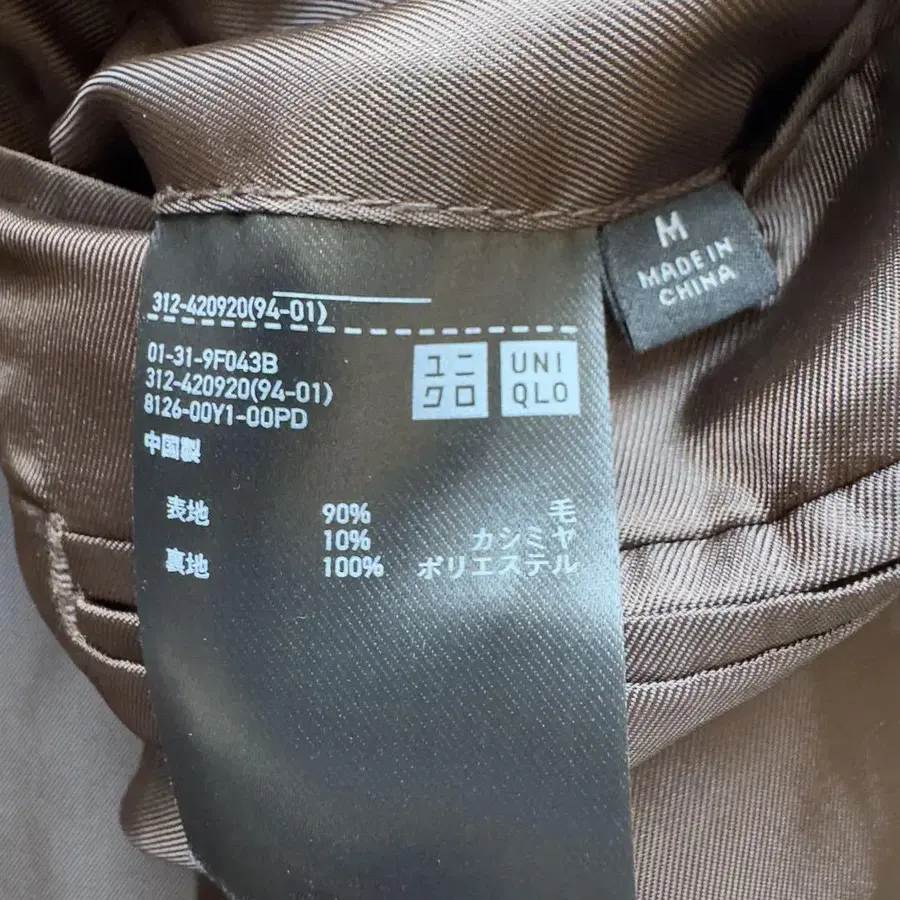 312-420920(94-01)
01-31-9F043B
312-420920(94-01)
8126-00Y1-00PD
中国製
ユニ
クロ
UNI
QLO
表地 90% 毛
10% カシミヤ
裏地 100% ポリエステル
M
MADE IN
CHINA